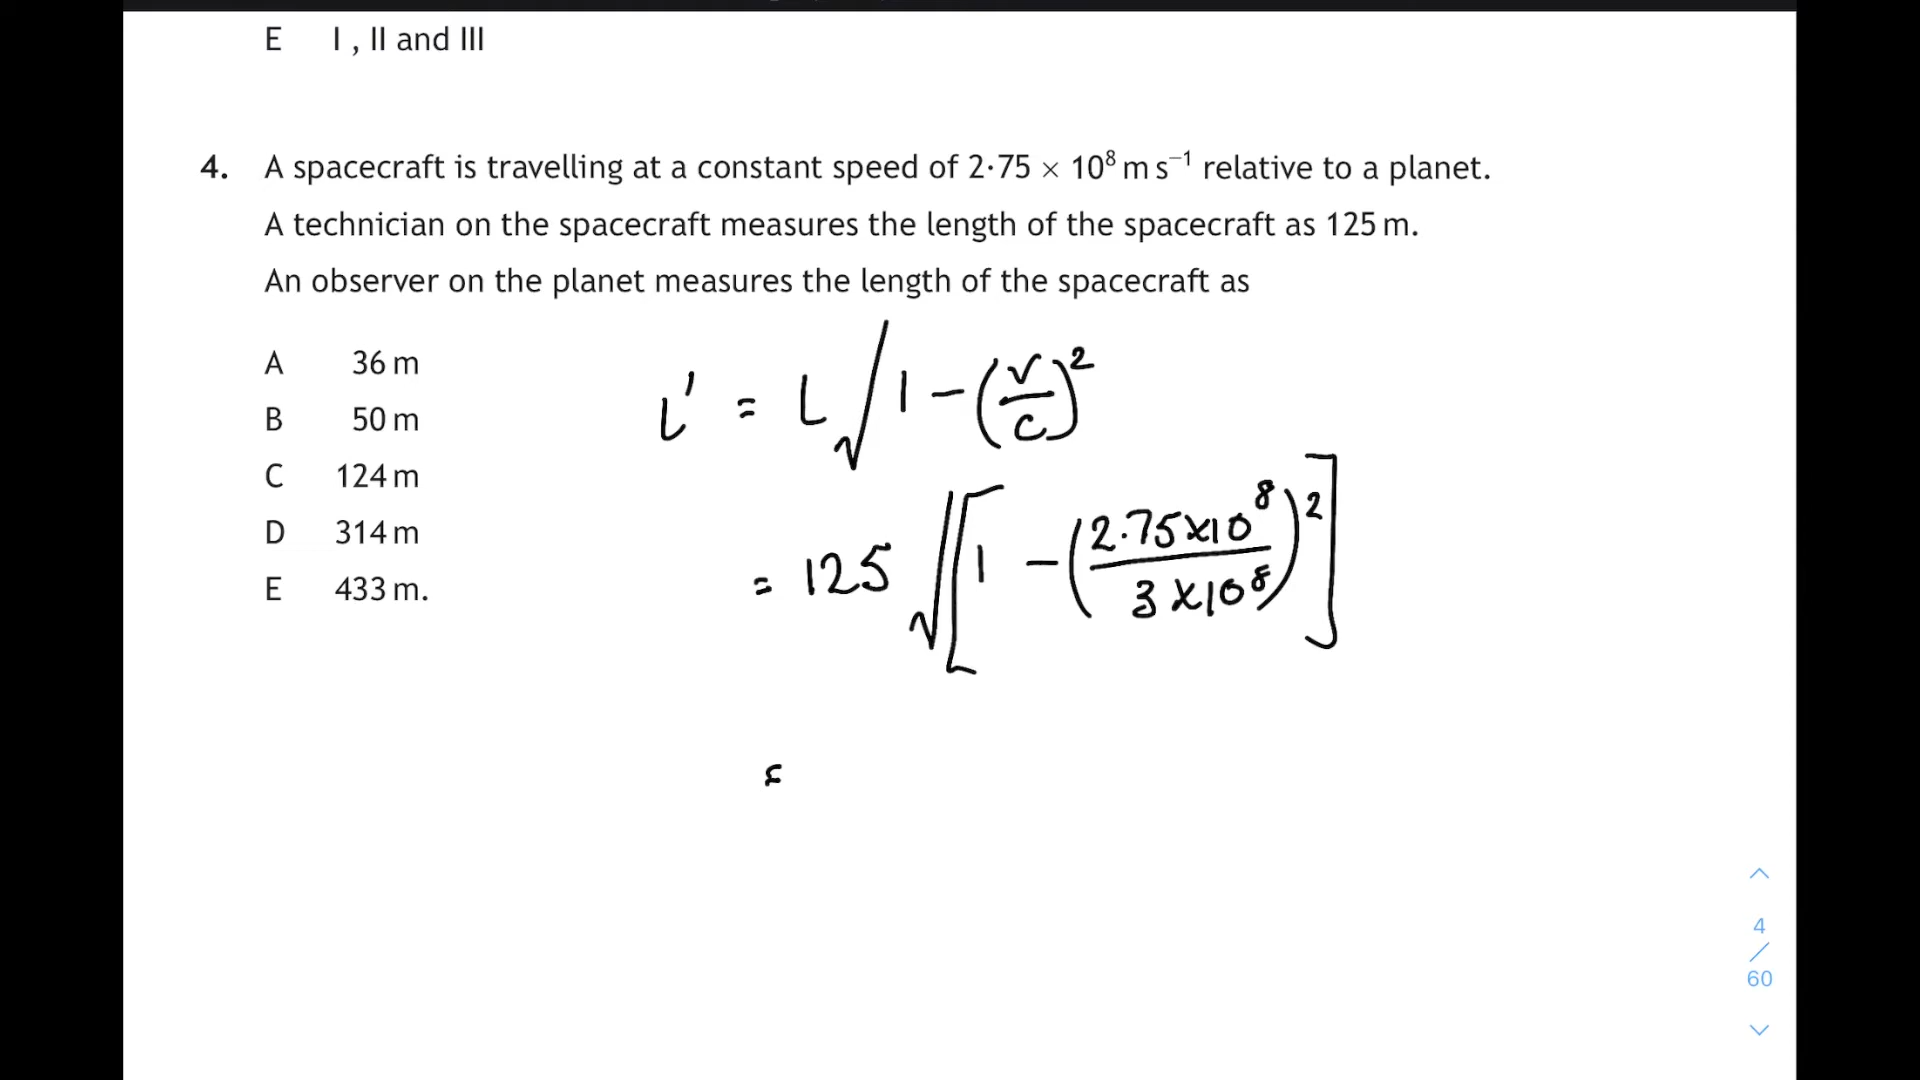 E I , II and III
4. A spacecraft is travelling at a constant speed of 2·75 × 10⁸ m s⁻¹ relative to a planet.
A technician on the spacecraft measures the length of the spacecraft as 125 m.
An observer on the planet measures the length of the spacecraft as
A 36 m
B 50 m
C 124 m
D 314 m
E 433 m.
L' = L√1-(v/c)²
= 125 √[1 - (2.75×10⁸/3×10⁸)²]
=
4
/
60